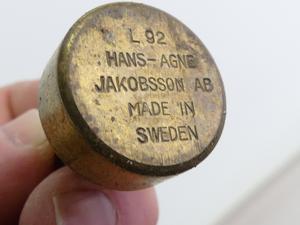 L 92
HANS-AGNE
JAKOBSSON AB
MADE IN
SWEDEN